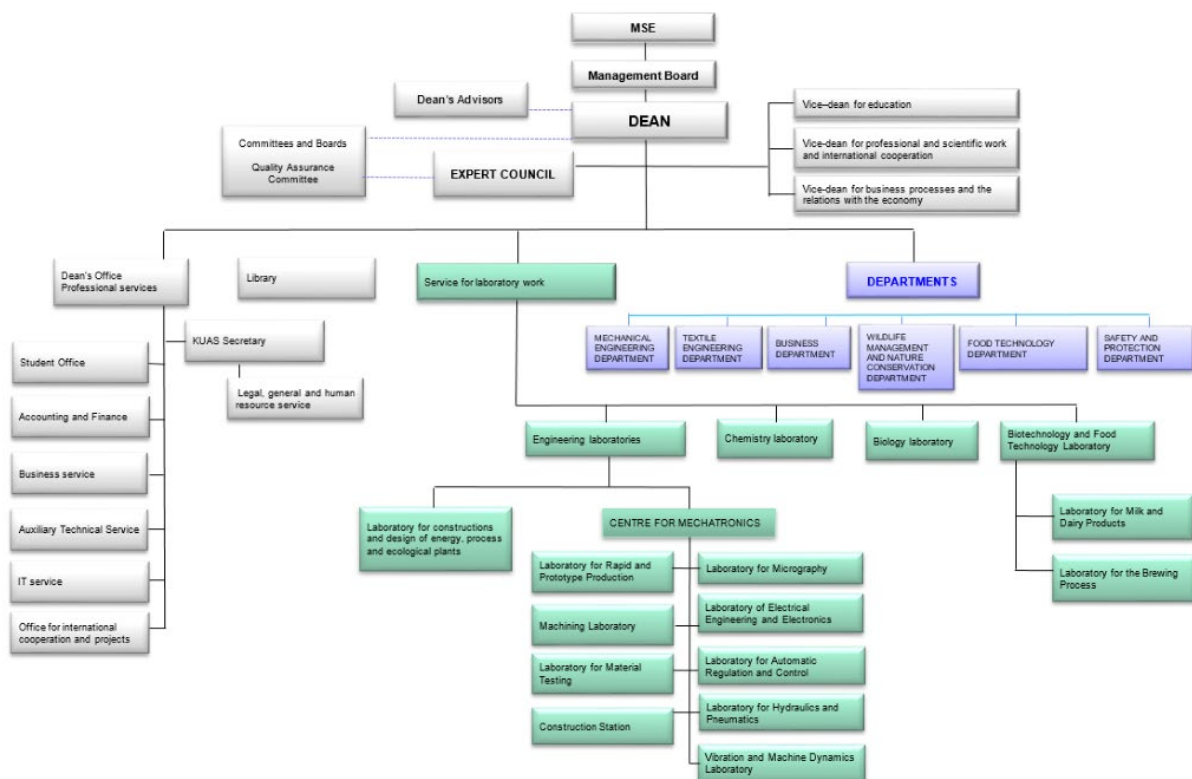 MSE
Management Board
Dean's Advisors
DEAN
Vice–dean for education
Committees and Boards
Quality Assurance
Committee
EXPERT COUNCIL
Vice-dean for professional and scientific work
and international cooperation
Vice-dean for business processes and the
relations with the economy
Dean's Office
Professional services
Library
Service for laboratory work
DEPARTMENTS
KUAS Secretary
Student Office
Legal, general and human
resource service
Accounting and Finance
Business service
Auxiliary Technical Service
IT service
Office for international
cooperation and projects
MECHANICAL
ENGINEERING
DEPARTMENT
TEXTILE
ENGINEERING
DEPARTMENT
BUSINESS
DEPARTMENT
WILDLIFE
MANAGEMENT
AND NATURE
CONSERVATION
DEPARTMENT
FOOD TECHNOLOGY
DEPARTMENT
SAFETY AND
PROTECTION
DEPARTMENT
Engineering laboratories
Chemistry laboratory
Biology laboratory
Biotechnology and Food
Technology Laboratory
Laboratory for constructions
and design of energy, process
and ecological plants
CENTRE FOR MECHATRONICS
Laboratory for Milk and
Dairy Products
Laboratory for the Brewing
Process
Laboratory for Rapid and
Prototype Production
Laboratory for Micrography
Machining Laboratory
Laboratory of Electrical
Engineering and Electronics
Laboratory for Material
Testing
Laboratory for Automatic
Regulation and Control
Construction Station
Laboratory for Hydraulics and
Pneumatics
Vibration and Machine Dynamics
Laboratory